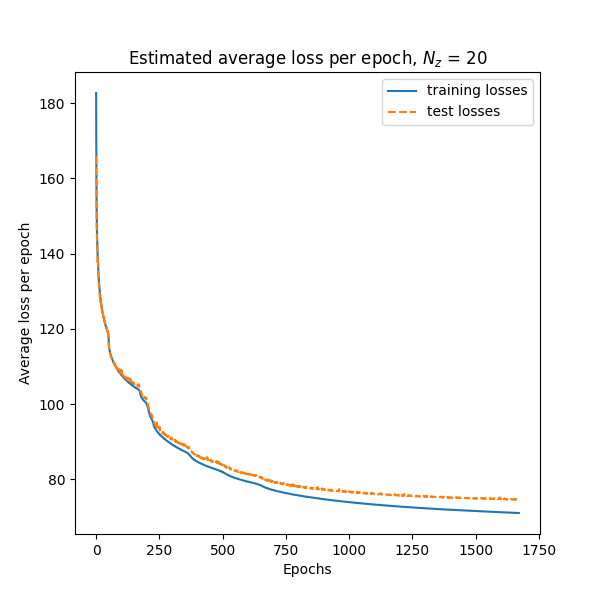 Estimated average loss per epoch, $N_z$ = 20
training losses
test losses
Average loss per epoch
180
160
140
120
100
80
0 250 500 750 1000 1250 1500 1750
Epochs